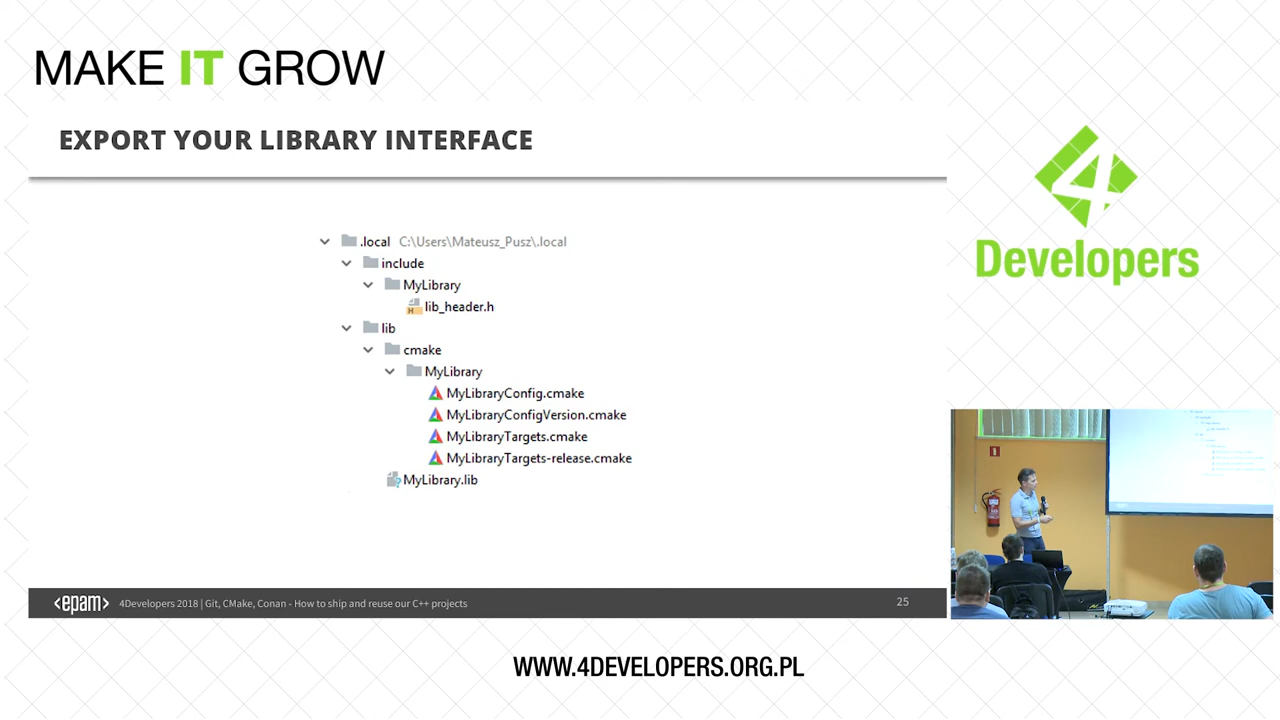 MAKE IT GROW
EXPORT YOUR LIBRARY INTERFACE
.local C:\Users\Mateusz_Pusz\.local
include
MyLibrary
lib_header.h
lib
cmake
MyLibrary
MyLibraryConfig.cmake
MyLibraryConfigVersion.cmake
MyLibraryTargets.cmake
MyLibraryTargets-release.cmake
MyLibrary.lib
4
Developers
<epam> 4Developers 2018 | Git, CMake, Conan - How to ship and reuse our C++ projects 25
WWW.4DEVELOPERS.ORG.PL